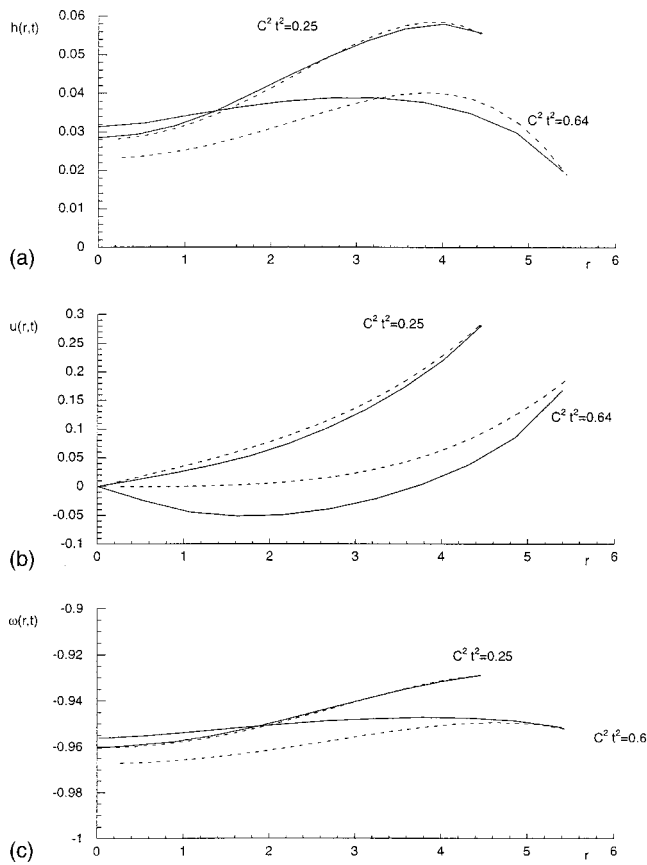 h(r,t)
0.06
0.05
0.04
0.03
0.02
0.01
0
C² t²=0.25
C² t²=0.64
0 1 2 3 4 5 r 6
(a)
u(r,t)
0.3
0.25
0.2
0.15
0.1
0.05
0
-0.05
-0.1
C² t²=0.25
C² t²=0.64
0 1 2 3 4 5 r 6
(b)
ω(r,t)
-0.9
-0.92
-0.94
-0.96
-0.98
-1
C² t²=0.25
C² t²=0.6
0 1 2 3 4 5 r 6
(c)